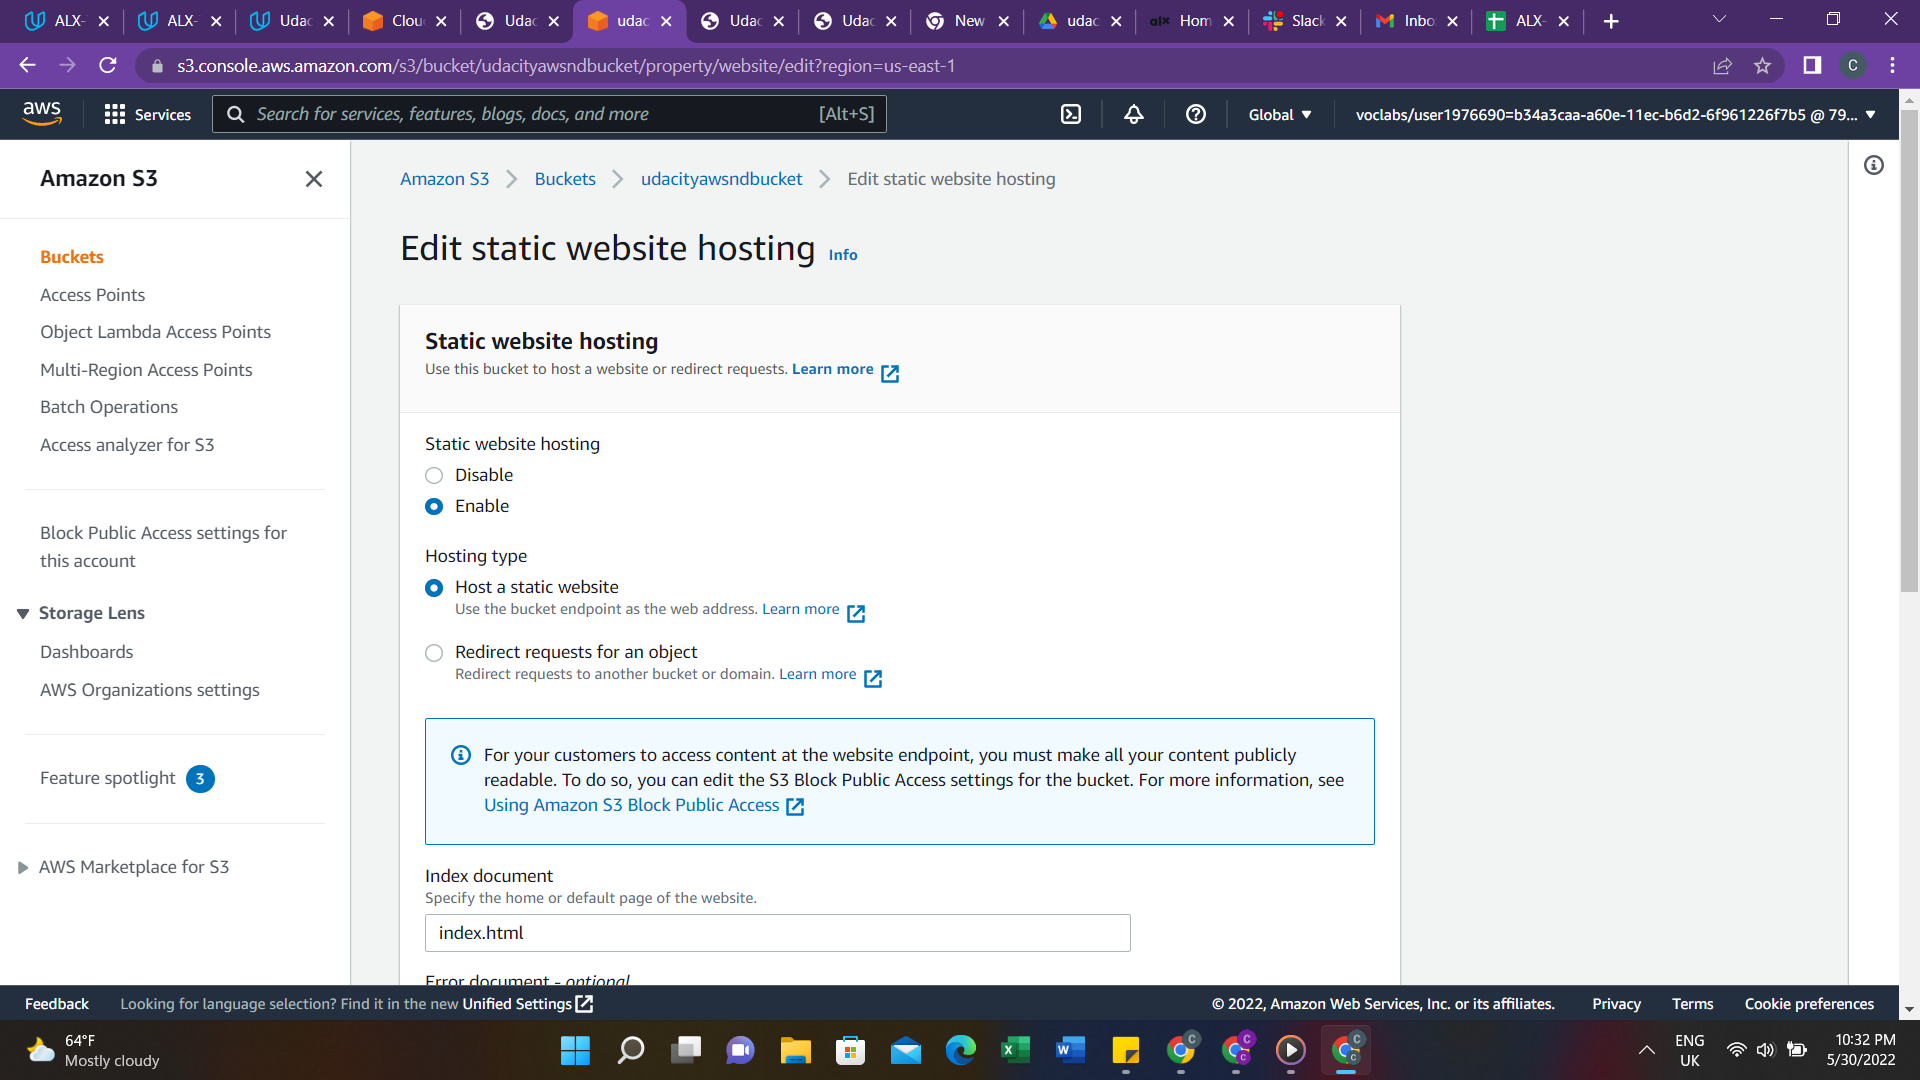 ALX-
ALX-
Udac
Clou
Udac
udac
Udac
Udac
New
udac
alx Hom
Slack
Inbo
ALX-
s3.console.aws.amazon.com/s3/bucket/udacityawsndbucket/property/website/edit?region=us-east-1
C
aws
Services
Search for services, features, blogs, docs, and more [Alt+S]
Global
voclabs/user1976690=b34a3caa-a60e-11ec-b6d2-6f961226f7b5 @ 79...
Amazon S3
Buckets
Access Points
Object Lambda Access Points
Multi-Region Access Points
Batch Operations
Access analyzer for S3
Block Public Access settings for
this account
Storage Lens
Dashboards
AWS Organizations settings
Feature spotlight 3
AWS Marketplace for S3
Amazon S3 > Buckets > udacityawsndbucket > Edit static website hosting
Edit static website hosting Info
Static website hosting
Use this bucket to host a website or redirect requests. Learn more
Static website hosting
Disable
Enable
Hosting type
Host a static website
Use the bucket endpoint as the web address. Learn more
Redirect requests for an object
Redirect requests to another bucket or domain. Learn more
For your customers to access content at the website endpoint, you must make all your content publicly
readable. To do so, you can edit the S3 Block Public Access settings for the bucket. For more information, see
Using Amazon S3 Block Public Access
Index document
Specify the home or default page of the website.
index.html
Error document - optional
Feedback
Looking for language selection? Find it in the new Unified Settings
© 2022, Amazon Web Services, Inc. or its affiliates.
Privacy
Terms
Cookie preferences
64°F
Mostly cloudy
ENG
UK
10:32 PM
5/30/2022